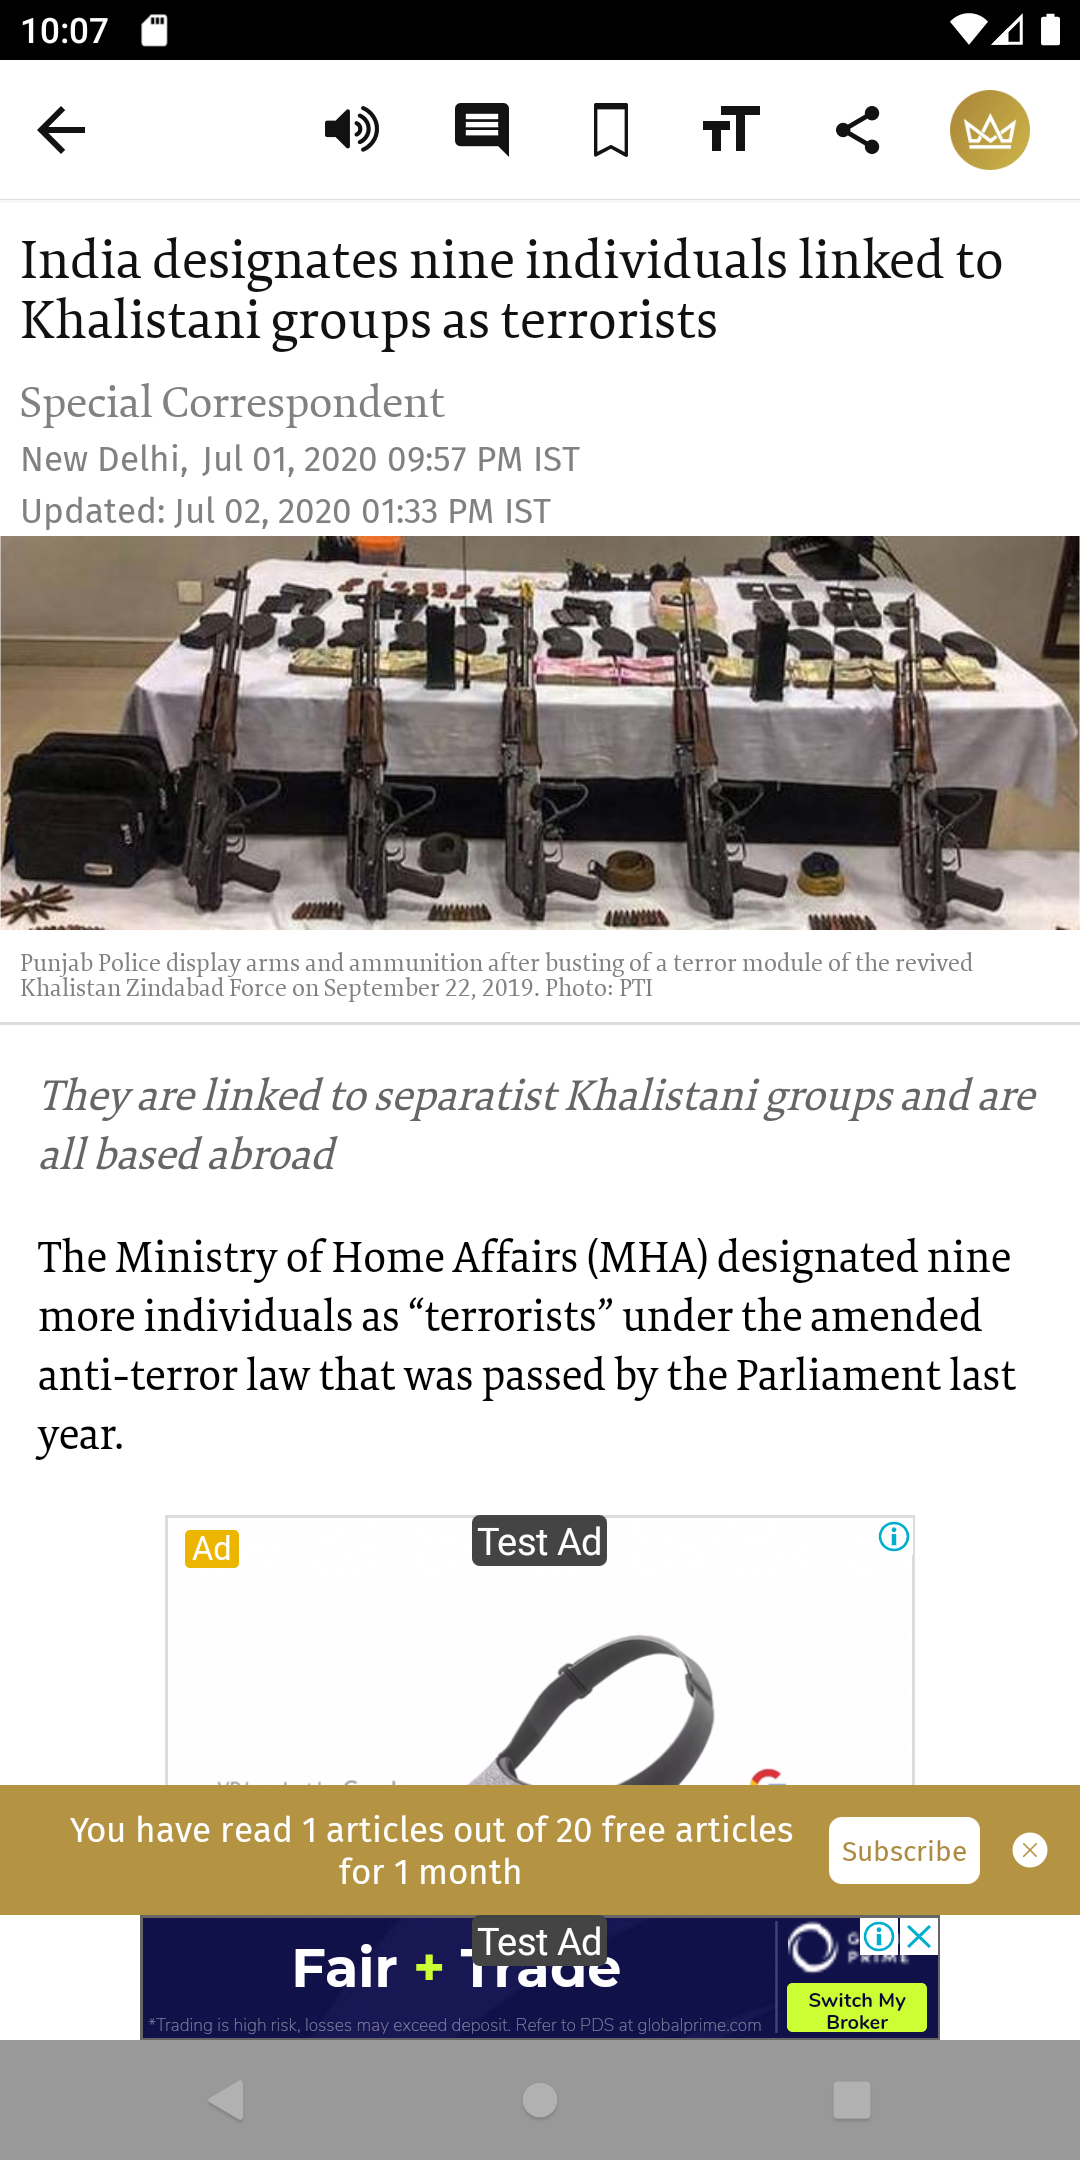 10:07
India designates nine individuals linked to
Khalistani groups as terrorists
Special Correspondent
New Delhi, Jul 01, 2020 09:57 PM IST
Updated: Jul 02, 2020 01:33 PM IST
Punjab Police display arms and ammunition after busting of a terror module of the revived
Khalistan Zindabad Force on September 22, 2019. Photo: PTI
They are linked to separatist Khalistani groups and are
all based abroad
The Ministry of Home Affairs (MHA) designated nine
more individuals as “terrorists” under the amended
anti-terror law that was passed by the Parliament last
year.
Ad
Test Ad
You have read 1 articles out of 20 free articles
for 1 month
Subscribe
Test Ad
Fair + Trade
*Trading is high risk, losses may exceed deposit. Refer to PDS at globalprime.com
PRIME
Switch My
Broker